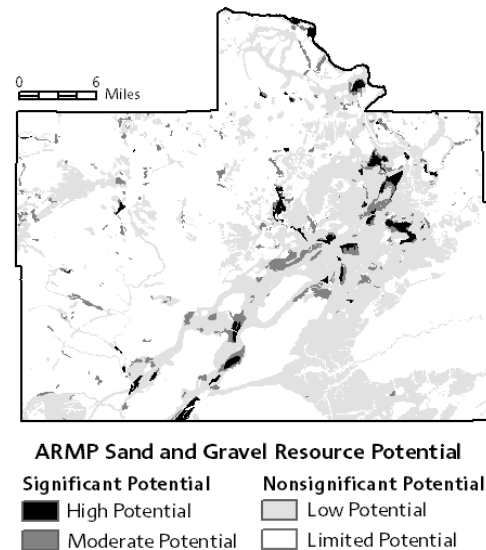 0 6
Miles
ARMP Sand and Gravel Resource Potential
Significant Potential Nonsignificant Potential
High Potential Low Potential
Moderate Potential Limited Potential